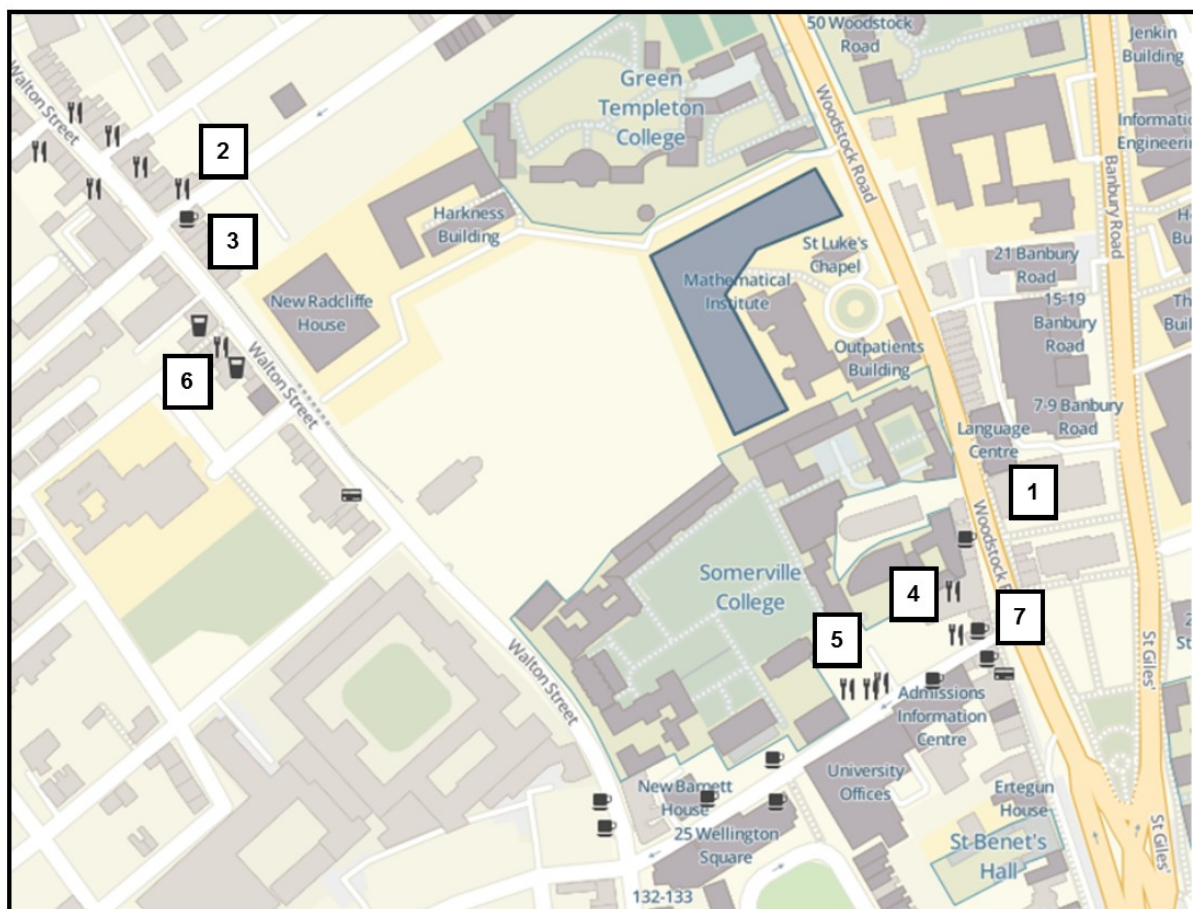 50 Woodstock
Road
Jenkin
Building
Walton Street
Green
Templeton
College
Woodstock Road
Information
Engineerin
2
Banbury Road
Harkness
Building
3
St Luke's
Chapel
21 Banbury
Road
Mathematical
Institute
New Radcliffe
House
15-19
Banbury
Road
Outpatients
Building
6
Walton Street
7-9 Banbury
Road
Language
Centre
1
Woodstock R
Somerville
College
4
7
5
St Giles'
Walton Street
Admissions
Information
Centre
University
Offices
New Barnett
House
Ertegun
House
25 Wellington
Square
St Benet's
Hall
St Giles'
132-133